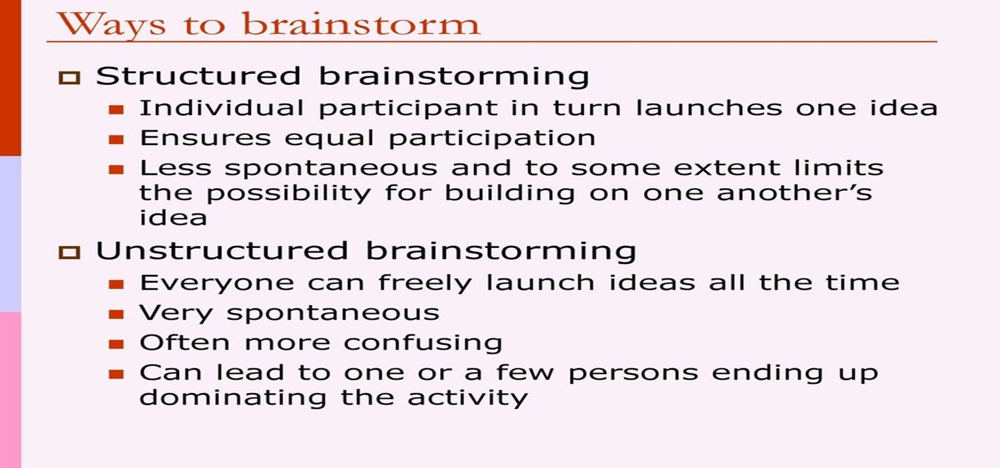 Ways to brainstorm
Structured brainstorming
Individual participant in turn launches one idea
Ensures equal participation
Less spontaneous and to some extent limits
the possibility for building on one another’s
idea
Unstructured brainstorming
Everyone can freely launch ideas all the time
Very spontaneous
Often more confusing
Can lead to one or a few persons ending up
dominating the activity